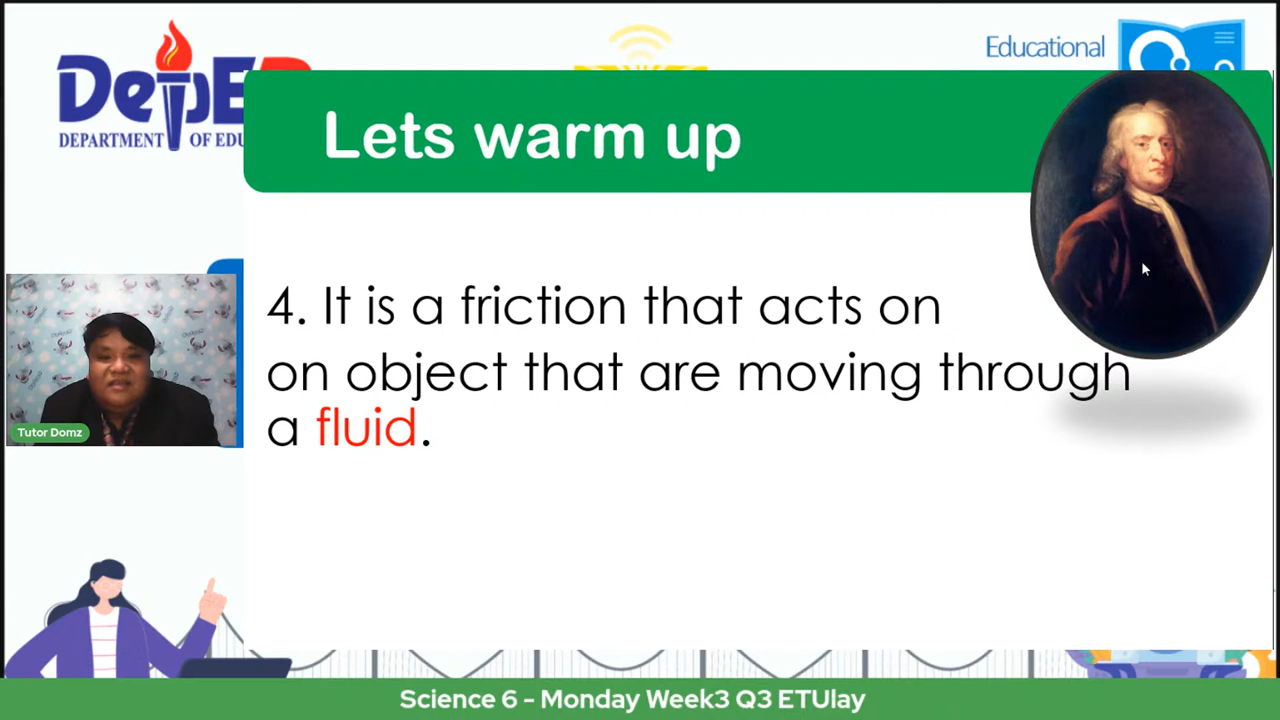 Educational
DepED
DEPARTMENT OF EDU
Lets warm up
4. It is a friction that acts on
on object that are moving through
a fluid.
Tutor Domz
Science 6 - Monday Week3 Q3 ETUlay